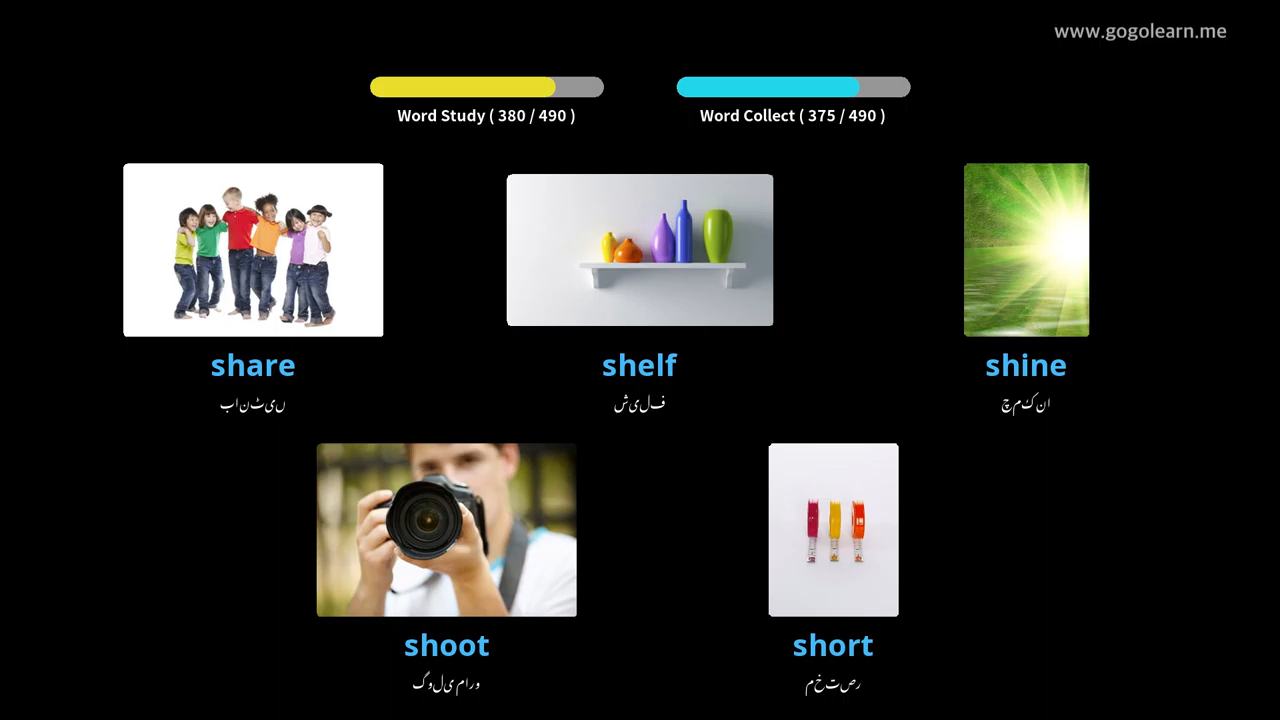 www.gogolearn.me
Word Study ( 380 / 490 )
Word Collect ( 375 / 490 )
share
shelf
shine
بانٹیں
شیلف
چمکنا
shoot
short
گولی مارو
مختصر